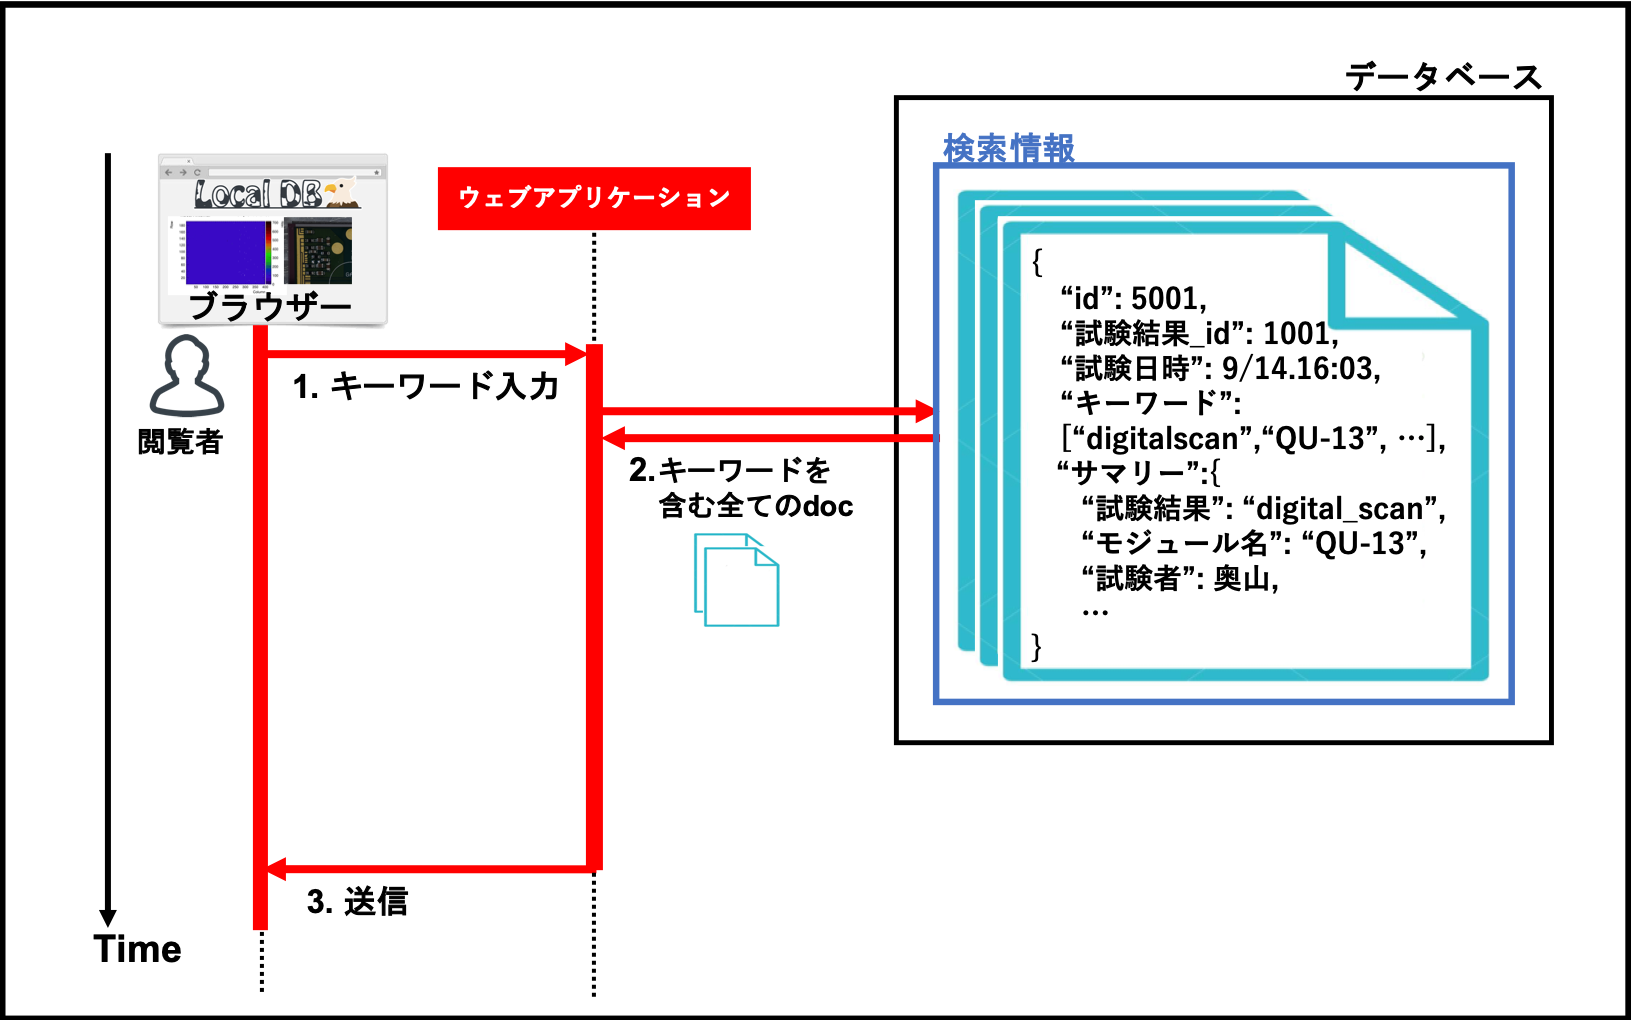 データベース
検索情報
Local DB
ブラウザー
ウェブアプリケーション
閲覧者
1. キーワード入力
2. キーワードを
含む全てのdoc
3. 送信
Time
{
“id”: 5001,
“試験結果_id”: 1001,
“試験日時”: 9/14.16:03,
“キーワード”:
[“digitalscan”,“QU-13”, …],
“サマリー”:{
“試験結果”: “digital_scan”,
“モジュール名”: “QU-13”,
“試験者”: 奥山,
…
}